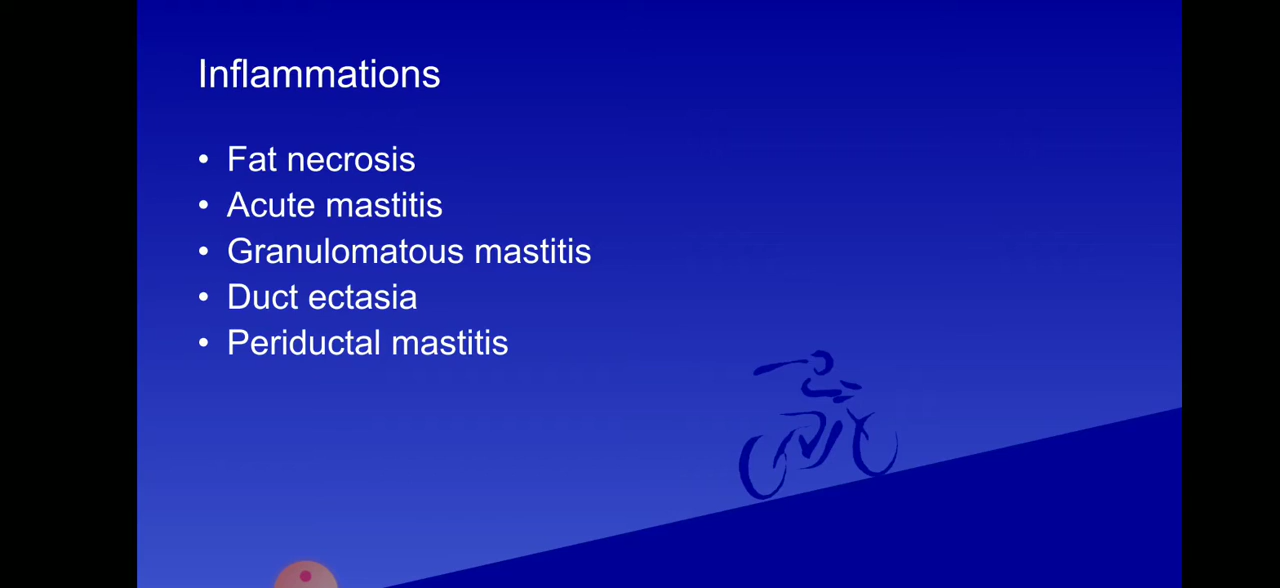 Inflammations
• Fat necrosis
• Acute mastitis
• Granulomatous mastitis
• Duct ectasia
• Periductal mastitis